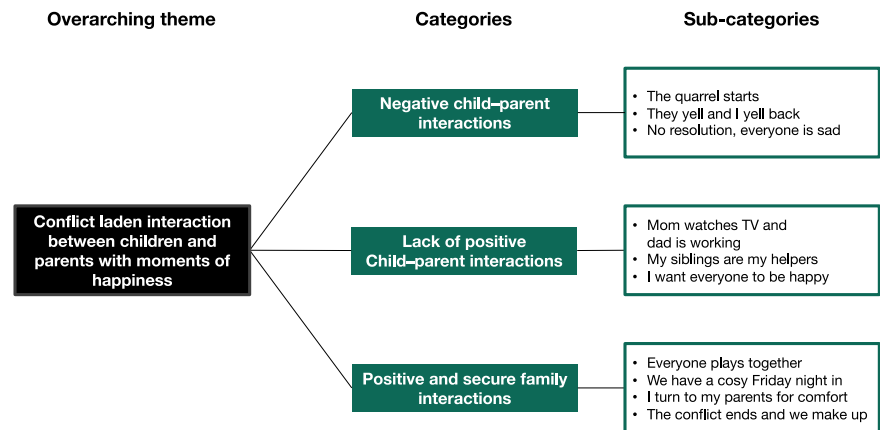 Overarching theme
Categories
Sub-categories
Negative child–parent
interactions
• The quarrel starts
• They yell and I yell back
• No resolution, everyone is sad
Conflict laden interaction
between children and
parents with moments of
happiness
Lack of positive
Child–parent interactions
• Mom watches TV and
dad is working
• My siblings are my helpers
• I want everyone to be happy
Positive and secure family
interactions
• Everyone plays together
• We have a cosy Friday night in
• I turn to my parents for comfort
• The conflict ends and we make up